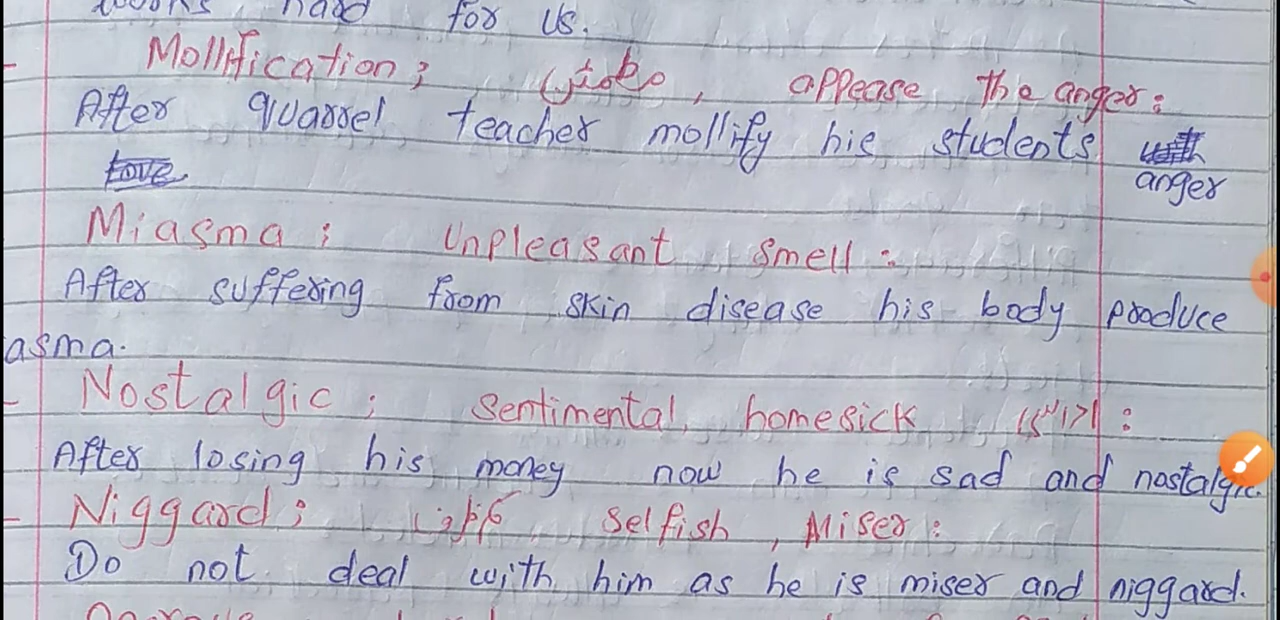 works hard for us.
Mollification; , appease the anger:
After quarrel teacher mollify his students
anger
Miasma; Unpleasant smell:
After suffering from skin disease his body produce
asma.
Nostalgic; Sentimental, homesick :
After losing his money now he is sad and nostalgic.
Niggard; Selfish, Miser:
Do not deal with him as he is miser and niggard.